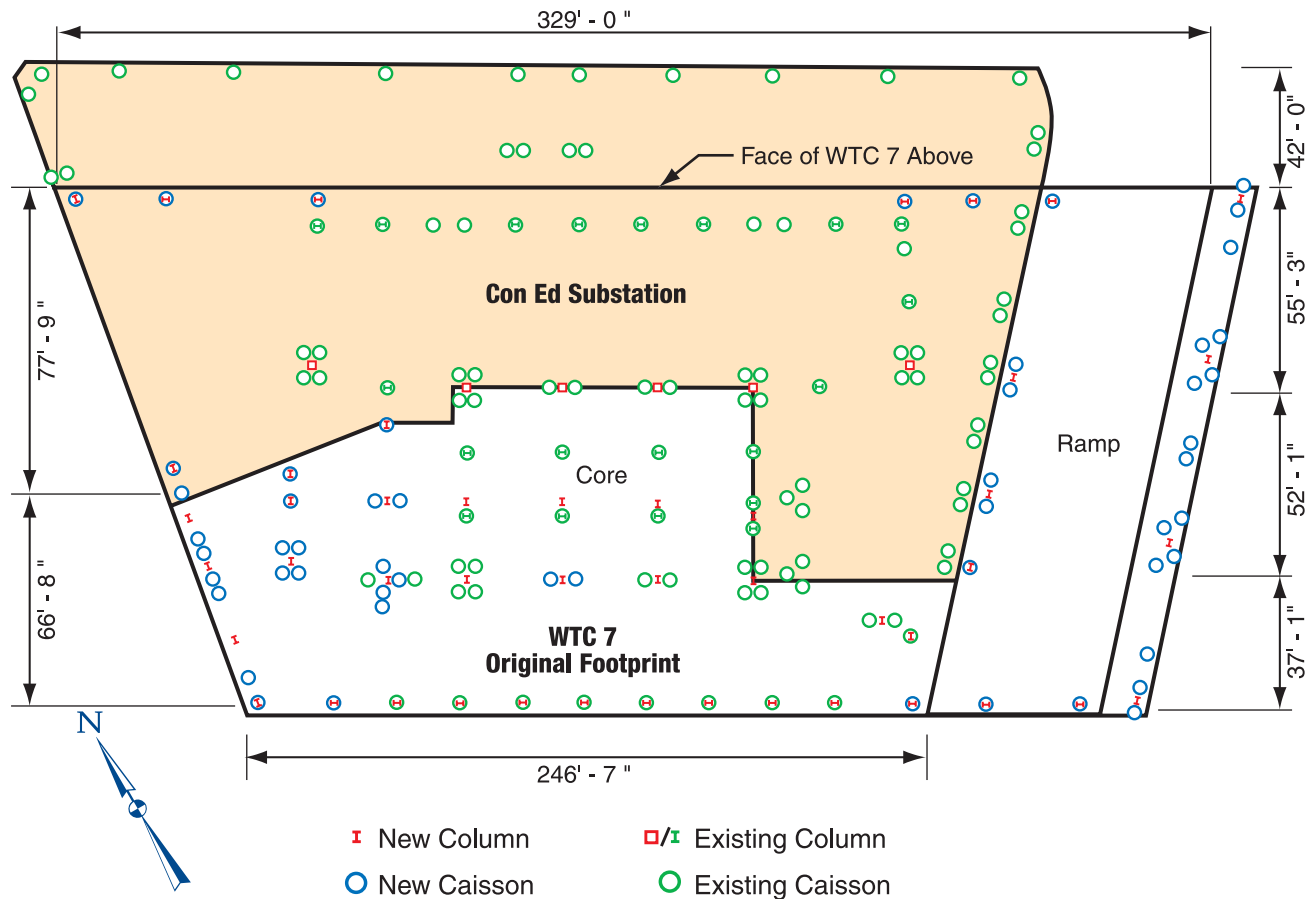 329' - 0 "
42' - 0"
Face of WTC 7 Above
55' - 3"
Con Ed Substation
77' - 9 "
Core
Ramp
52' - 1"
66' - 8"
WTC 7
Original Footprint
37' - 1"
N
246' - 7 "
New Column
/ Existing Column
New Caisson
Existing Caisson